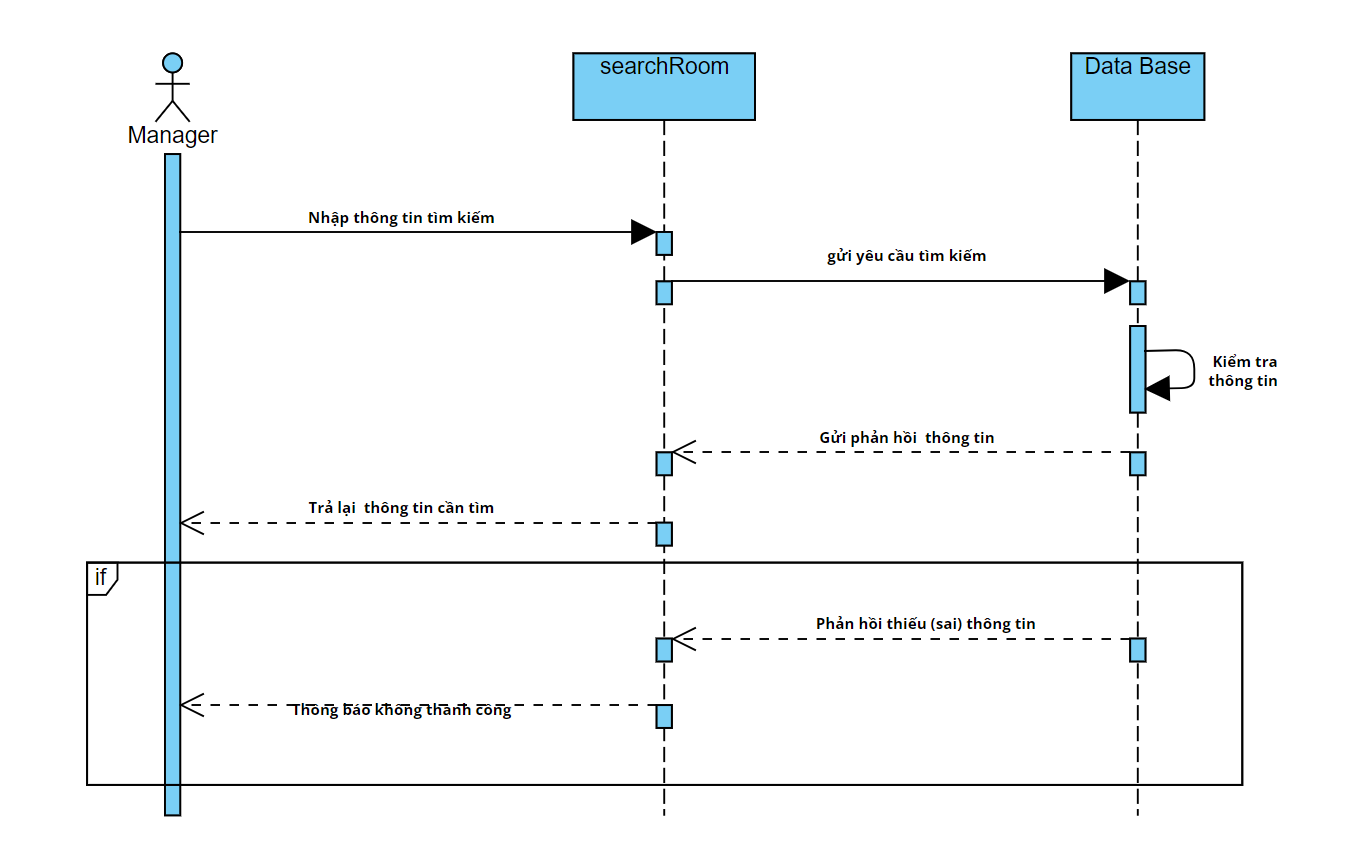 searchRoom
Data Base
Manager
Nhập thông tin tìm kiếm
gửi yêu cầu tìm kiếm
Kiểm tra
thông tin
Gửi phản hồi  thông tin
Trả lại  thông tin cần tìm
if
Phản hồi thiếu (sai) thông tin
Thông báo không thành công